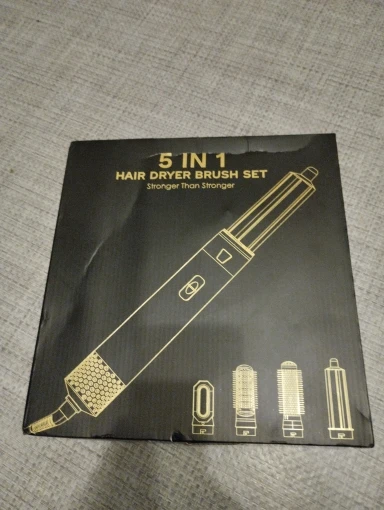 5 IN 1
HAIR DRYER BRUSH SET
Stronger Than Stronger